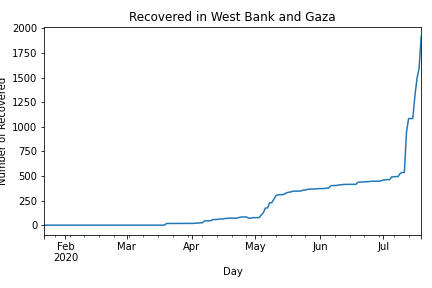 Recovered in West Bank and Gaza
2000
1750
1500
1250
1000
750
500
250
0
Number of Recovered
Feb
2020
Mar
Apr
May
Jun
Jul
Day